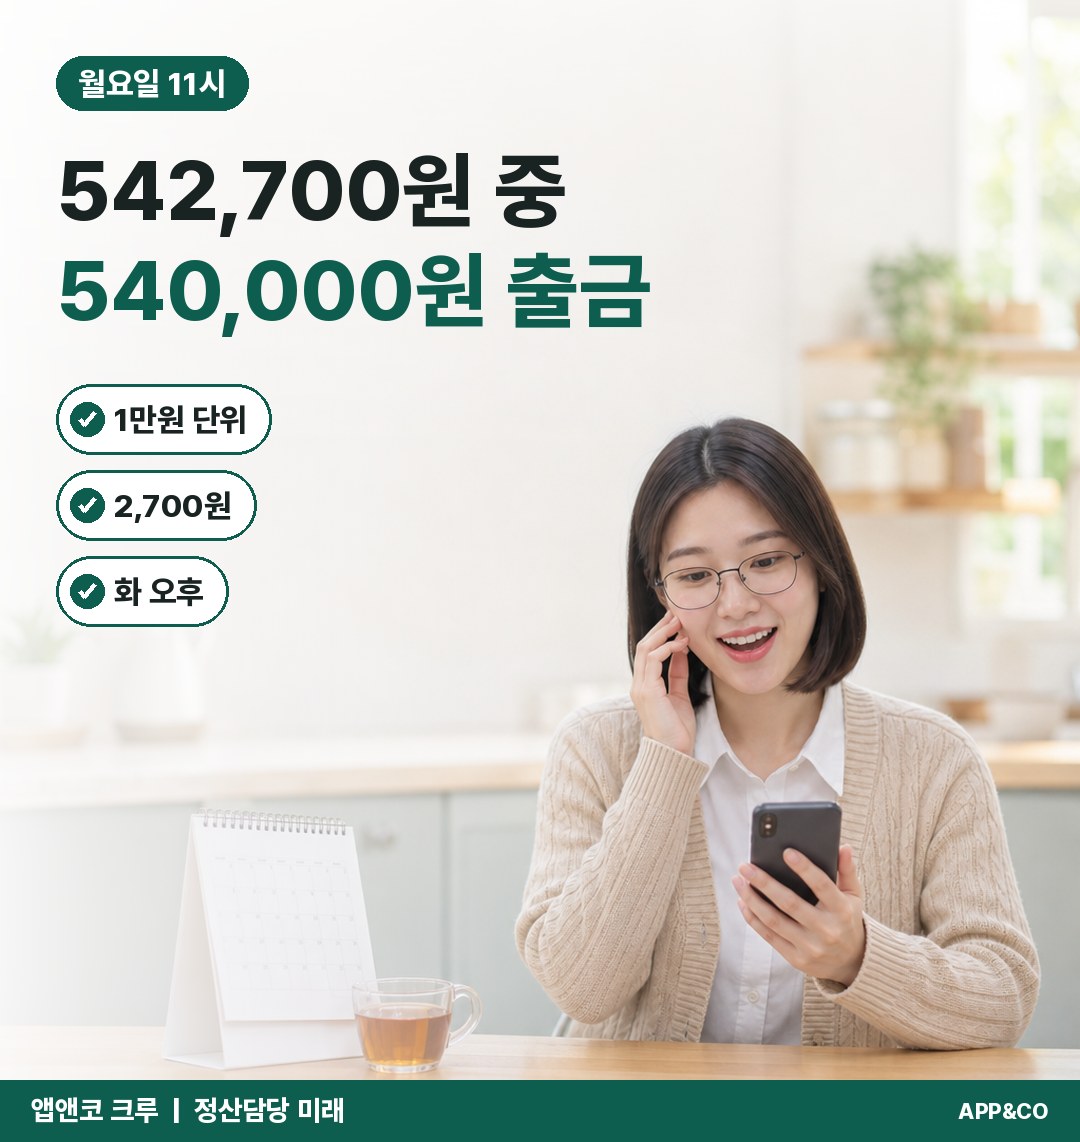 월요일 11시
542,700원 중
540,000원 출금
1만원 단위
2,700원
화 오후
앱앤코 크루 | 정산담당 미래
APP&CO